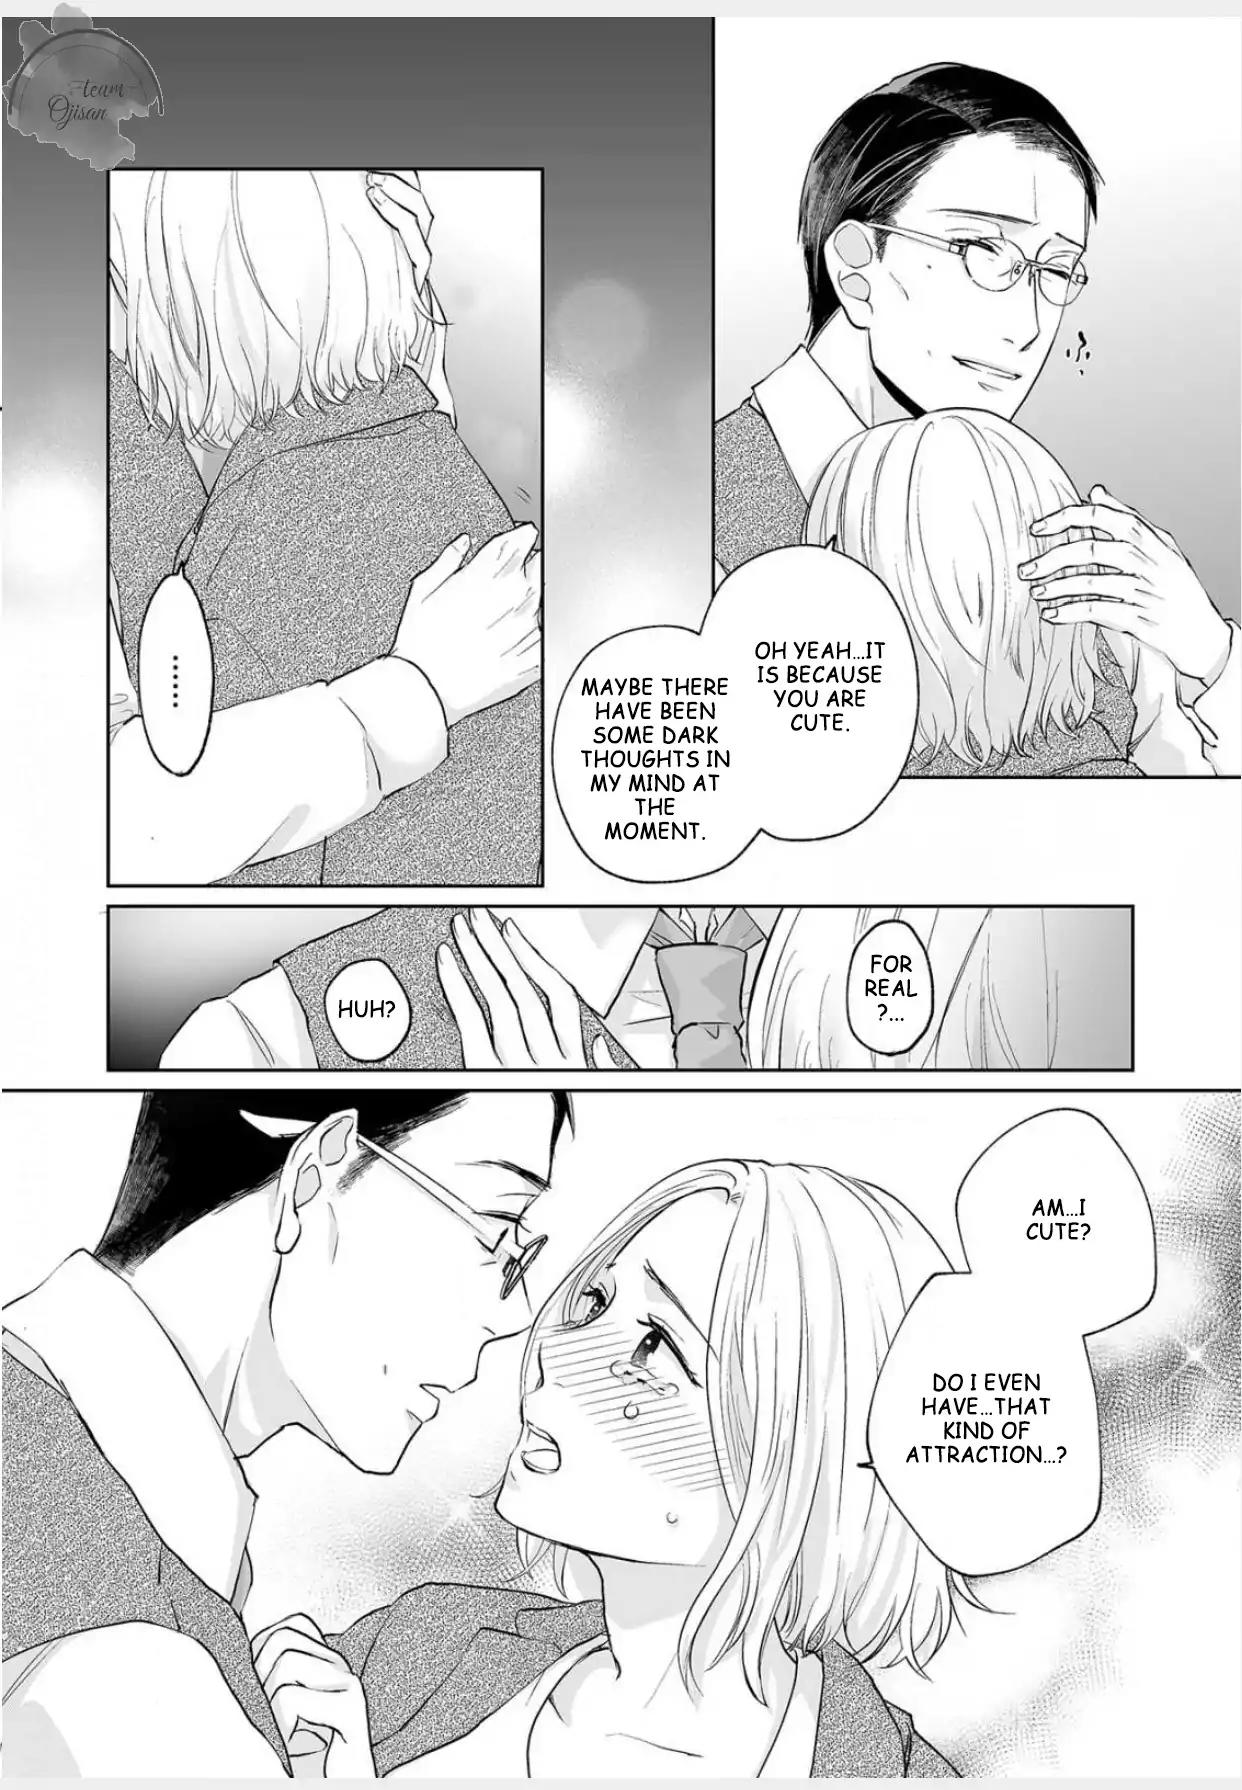 team
Ojisan
OH YEAH...IT
IS BECAUSE
YOU ARE
CUTE.
MAYBE THERE
HAVE BEEN
SOME DARK
THOUGHTS IN
MY MIND AT
THE
MOMENT.
.......
FOR
REAL
?...
HUH?
AM...I
CUTE?
DO I EVEN
HAVE...THAT
KIND OF
ATTRACTION...?